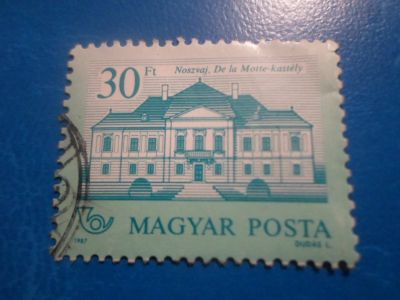 30 Ft Noszvaj, De la Motte-kastély
MAGYAR POSTA
1987 DUDÁS L.